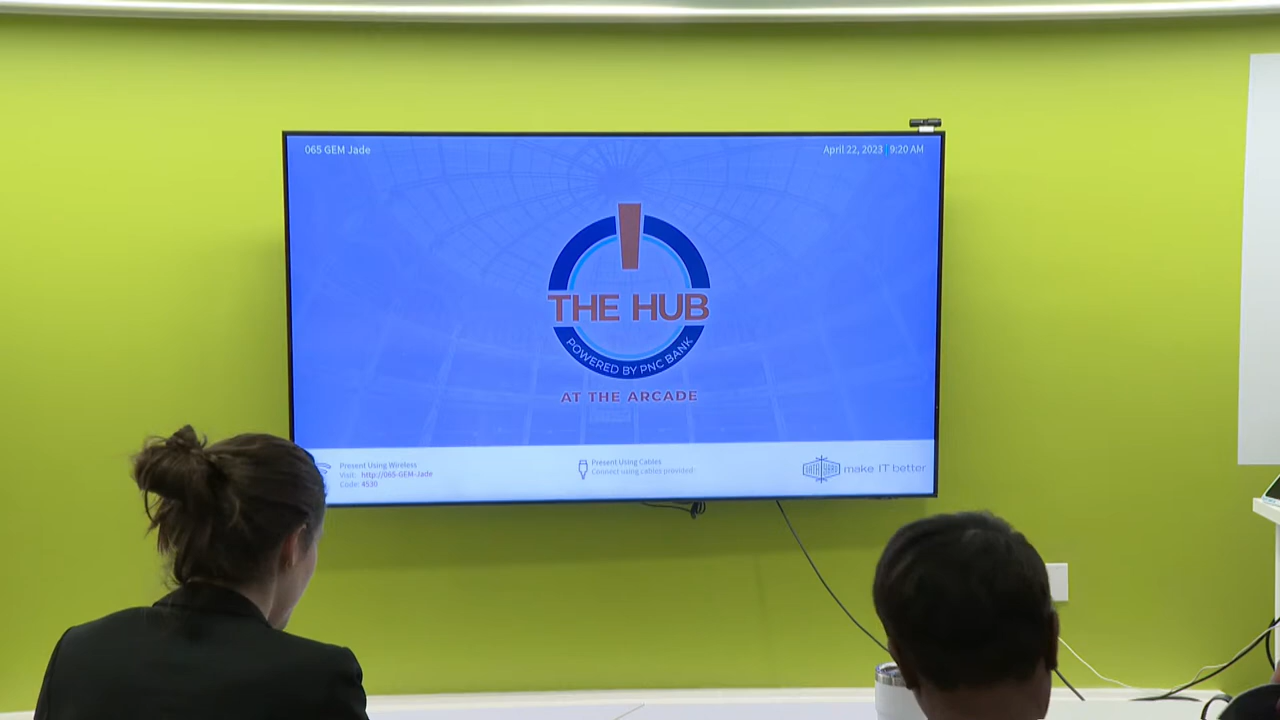 065 GEM Jade
April 22, 2023 | 9:20 AM
THE HUB
POWERED BY PNC BANK
AT THE ARCADE
Present Using Wireless
Visit: http://065-GEM-Jade
Code: 4530
Present Using Cables
Connect using cables provided
make IT better